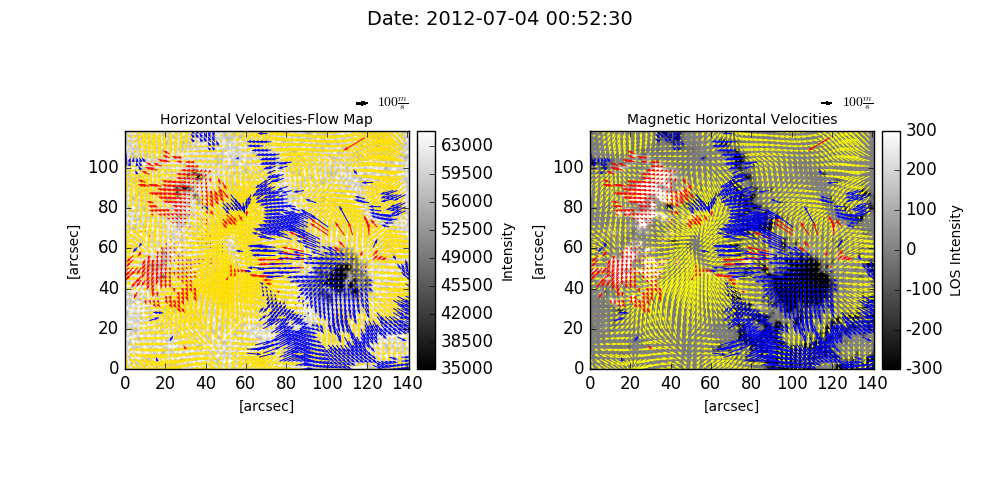 Date: 2012-07-04 00:52:30
100 m/s
Horizontal Velocities-Flow Map
[arcsec]
100
80
60
40
20
0
0 20 40 60 80 100 120 140
[arcsec]
63000
59500
56000
52500
49000
45500
42000
38500
35000
Intensity
100 m/s
Magnetic Horizontal Velocities
[arcsec]
100
80
60
40
20
0
0 20 40 60 80 100 120 140
[arcsec]
300
200
100
0
-100
-200
-300
LOS Intensity